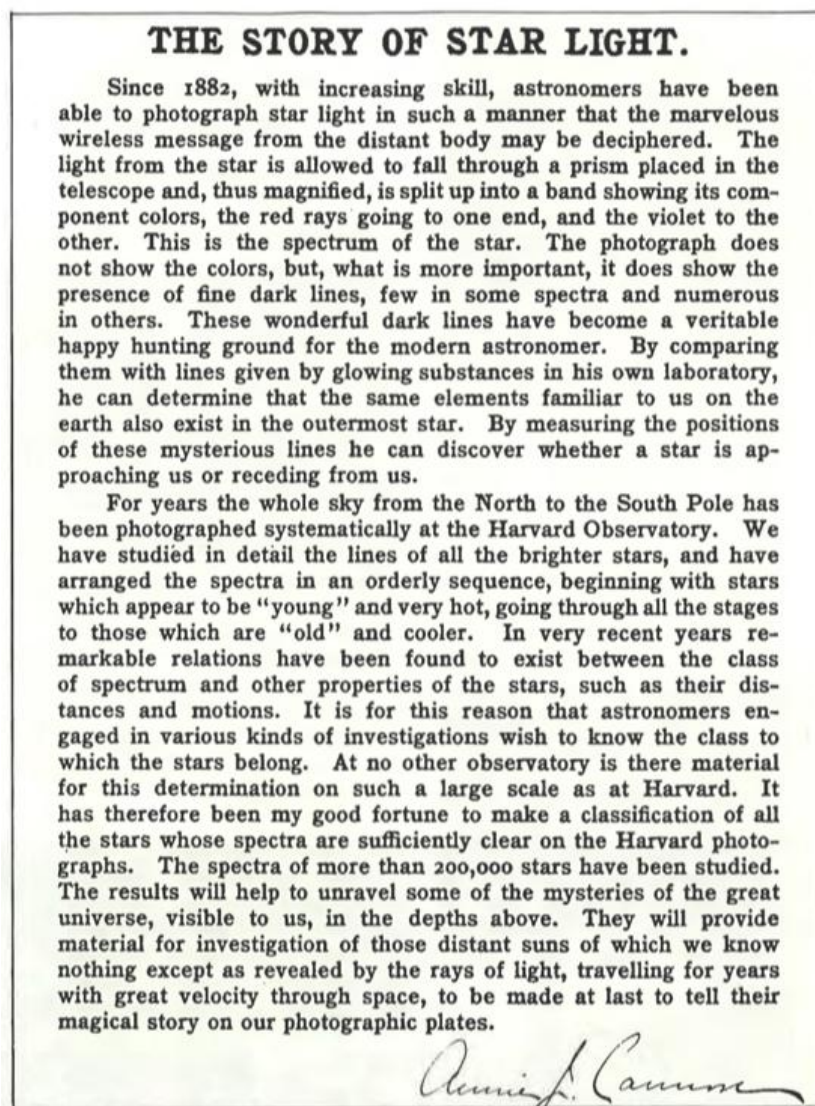 THE STORY OF STAR LIGHT.
Since 1882, with increasing skill, astronomers have been
able to photograph star light in such a manner that the marvelous
wireless message from the distant body may be deciphered. The
light from the star is allowed to fall through a prism placed in the
telescope and, thus magnified, is split up into a band showing its com-
ponent colors, the red rays going to one end, and the violet to the
other. This is the spectrum of the star. The photograph does
not show the colors, but, what is more important, it does show the
presence of fine dark lines, few in some spectra and numerous
in others. These wonderful dark lines have become a veritable
happy hunting ground for the modern astronomer. By comparing
them with lines given by glowing substances in his own laboratory,
he can determine that the same elements familiar to us on the
earth also exist in the outermost star. By measuring the positions
of these mysterious lines he can discover whether a star is ap-
proaching us or receding from us.
For years the whole sky from the North to the South Pole has
been photographed systematically at the Harvard Observatory. We
have studied in detail the lines of all the brighter stars, and have
arranged the spectra in an orderly sequence, beginning with stars
which appear to be "young" and very hot, going through all the stages
to those which are "old" and cooler. In very recent years re-
markable relations have been found to exist between the class
of spectrum and other properties of the stars, such as their dis-
tances and motions. It is for this reason that astronomers en-
gaged in various kinds of investigations wish to know the class to
which the stars belong. At no other observatory is there material
for this determination on such a large scale as at Harvard. It
has therefore been my good fortune to make a classification of all
the stars whose spectra are sufficiently clear on the Harvard photo-
graphs. The spectra of more than 200,000 stars have been studied.
The results will help to unravel some of the mysteries of the great
universe, visible to us, in the depths above. They will provide
material for investigation of those distant suns of which we know
nothing except as revealed by the rays of light, travelling for years
with great velocity through space, to be made at last to tell their
magical story on our photographic plates.
Annie J. Cannon